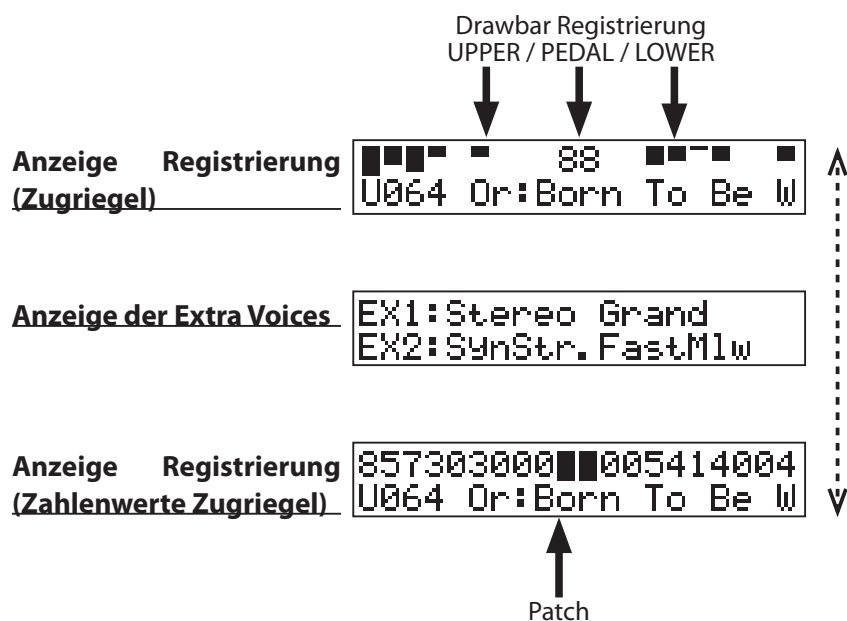 Drawbar Registrierung
UPPER / PEDAL / LOWER
Anzeige Registrierung
(Zugriegel)
88
U064 Or:Born To Be W
Anzeige der Extra Voices
EX1:Stereo Grand
EX2:SynStr.FastMlw
Anzeige Registrierung
(Zahlenwerte Zugriegel)
857303000██005414004
U064 Or:Born To Be W
Patch